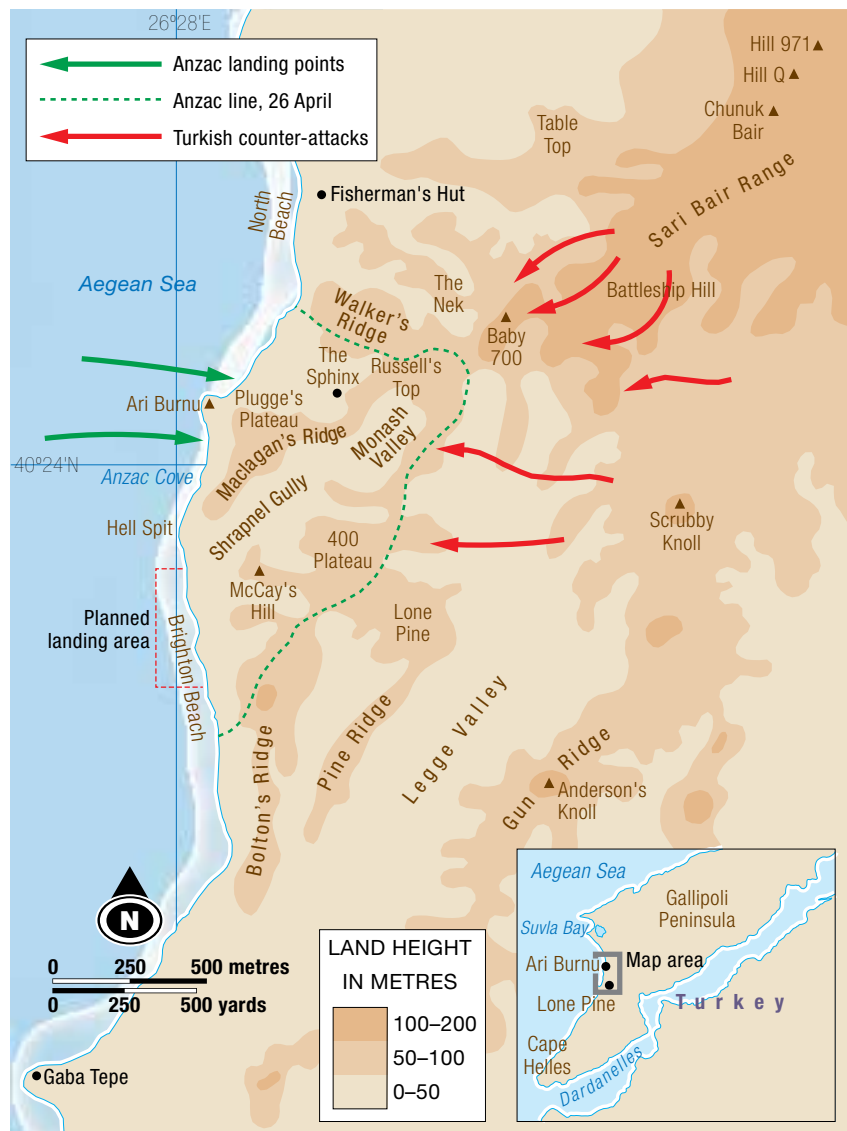 26°28'E
Anzac landing points
Anzac line, 26 April
Turkish counter-attacks
Hill 971
Hill Q
Chunuk
Bair
Table
Top
Sari Bair Range
Fisherman's Hut
North
Beach
Aegean Sea
The
Nek
Battleship Hill
Walker's
Ridge
Baby
700
The
Sphinx
Russell's
Top
Ari Burnu
Plugge's
Plateau
Monash
Valley
Maclagan's Ridge
40°24'N
Anzac Cove
Shrapnel Gully
Hell Spit
400
Plateau
Scrubby
Knoll
McCay's
Hill
Lone
Pine
Planned
landing area
Brighton Beach
Bolton's Ridge
Pine Ridge
Legge Valley
Gun Ridge
Anderson's
Knoll
N
0 250 500 metres
0 250 500 yards
Gaba Tepe
LAND HEIGHT
IN METRES
100–200
50–100
0–50
Aegean Sea
Gallipoli
Peninsula
Suvla Bay
Ari Burnu
Map area
Lone Pine
Turkey
Cape
Helles
Dardanelles